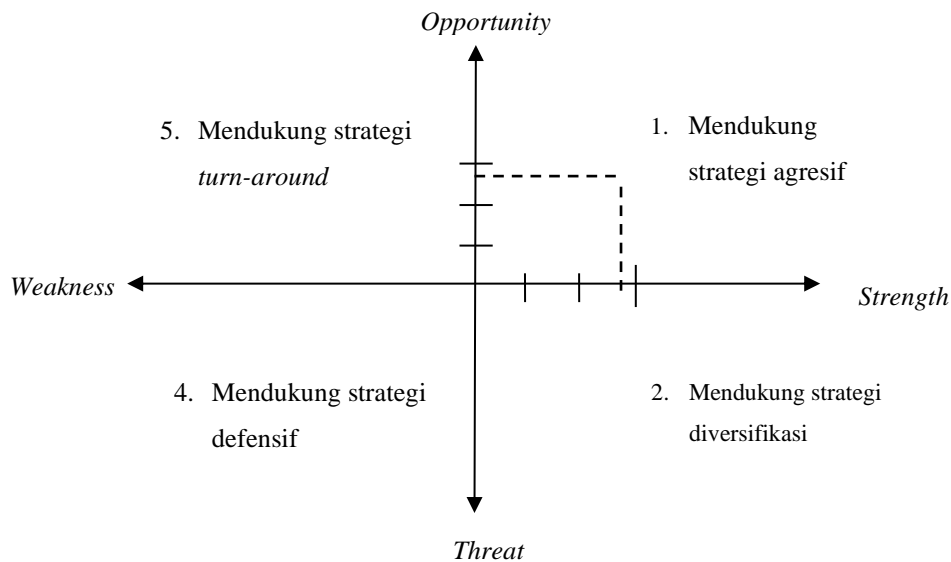 Opportunity
5. Mendukung strategi
turn-around
1. Mendukung
strategi agresif
Weakness
Strength
4. Mendukung strategi
defensif
2. Mendukung strategi
diversifikasi
Threat